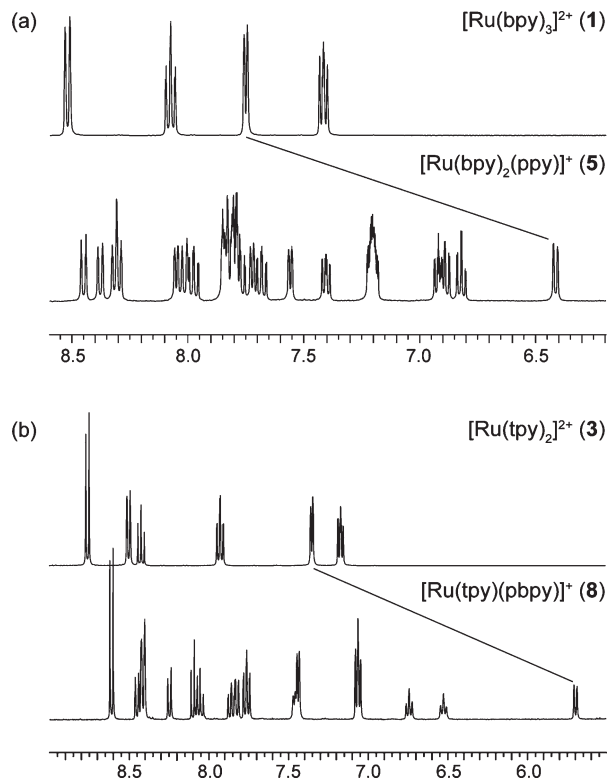 (a) [Ru(bpy)3]2+ (1)
[Ru(bpy)2(ppy)]+ (5)
8.5 8.0 7.5 7.0 6.5
(b) [Ru(tpy)2]2+ (3)
[Ru(tpy)(pbpy)]+ (8)
8.5 8.0 7.5 7.0 6.5 6.0